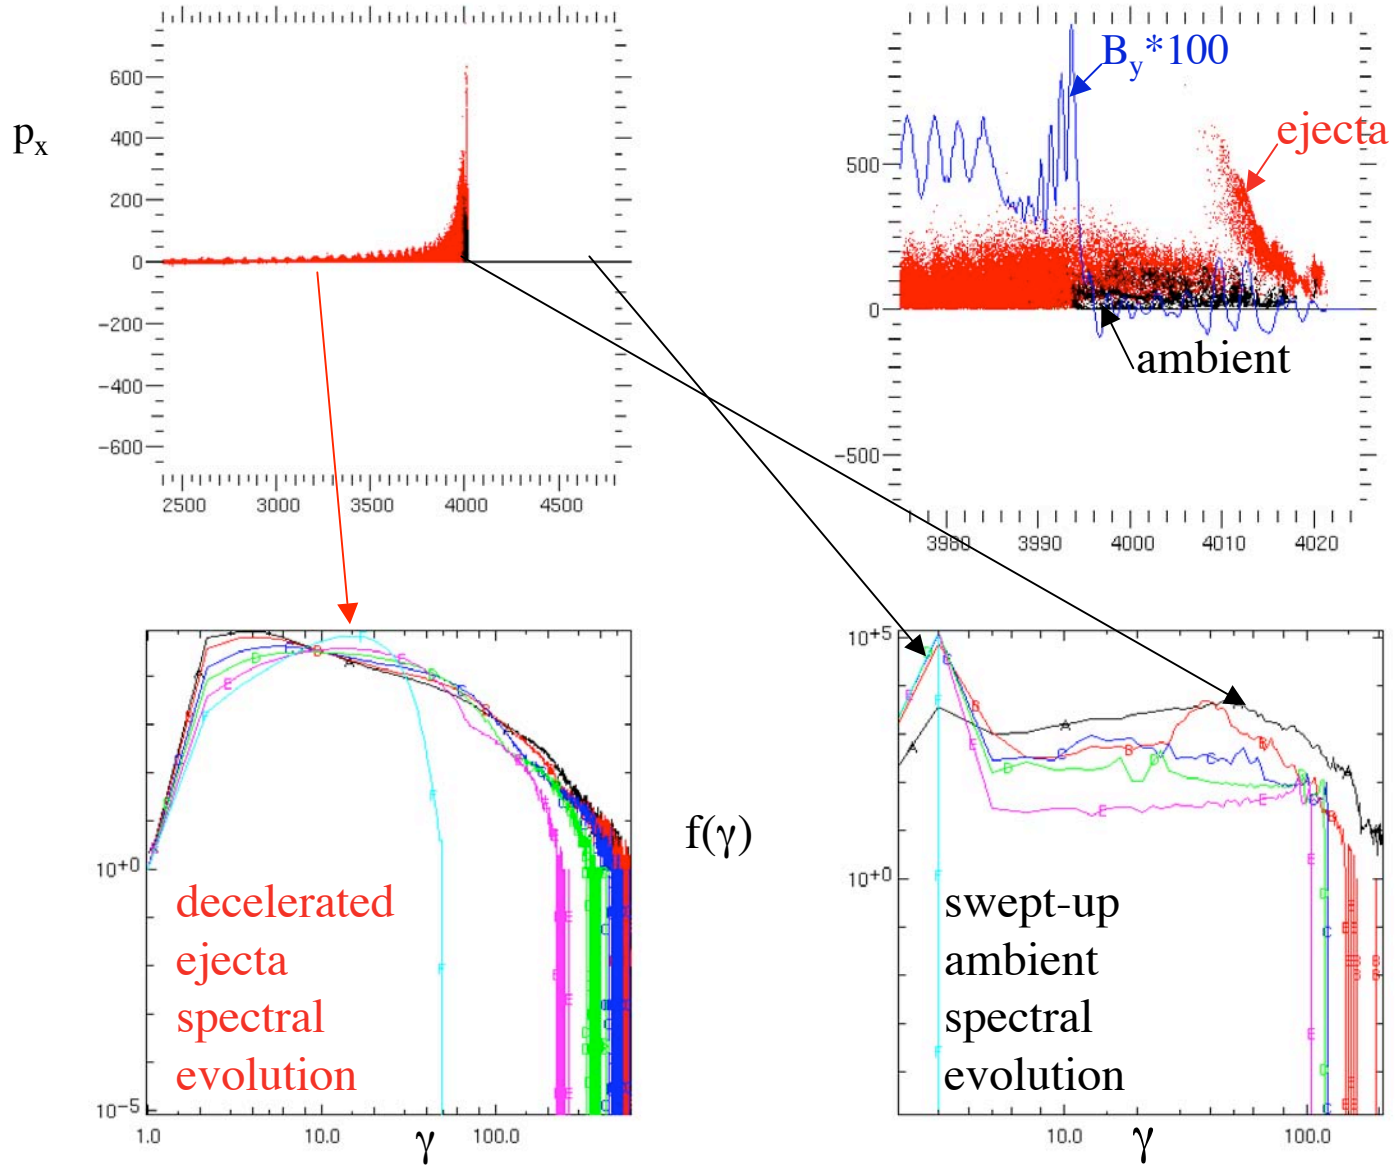 p_x
600
400
200
0
−200
−400
−600
2500 3000 3500 4000 4500
B_y*100
ejecta
500
0
ambient
−500
3980 3990 4000 4010 4020
10+0
10−5
decelerated
ejecta
spectral
evolution
1.0 10.0 100.0
γ
f(γ)
10+5
10+0
swept-up
ambient
spectral
evolution
10.0 100.0
γ